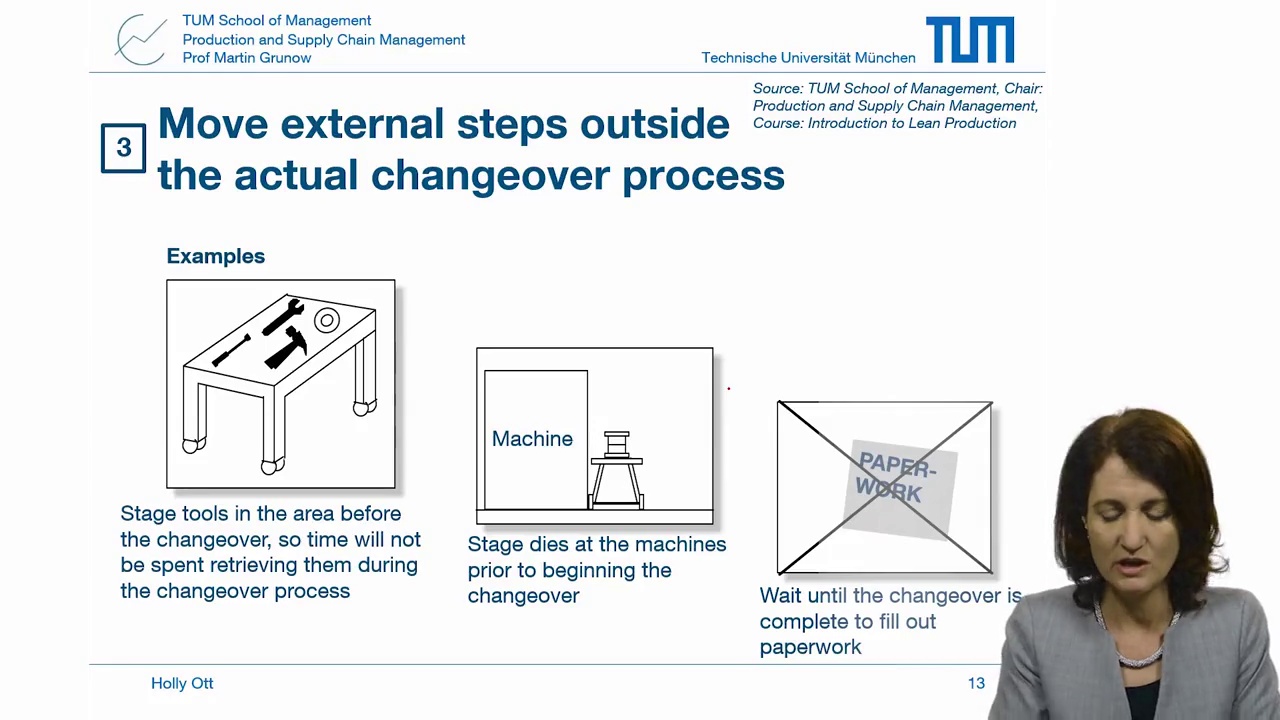 TUM School of Management
Production and Supply Chain Management
Prof Martin Grunow
Technische Universität München
TUM
Source: TUM School of Management, Chair:
Production and Supply Chain Management,
Course: Introduction to Lean Production
3
Move external steps outside
the actual changeover process
Examples
Machine
PAPER-
WORK
Stage tools in the area before
the changeover, so time will not
be spent retrieving them during
the changeover process
Stage dies at the machines
prior to beginning the
changeover
Wait until the changeover is
complete to fill out
paperwork
Holly Ott
13